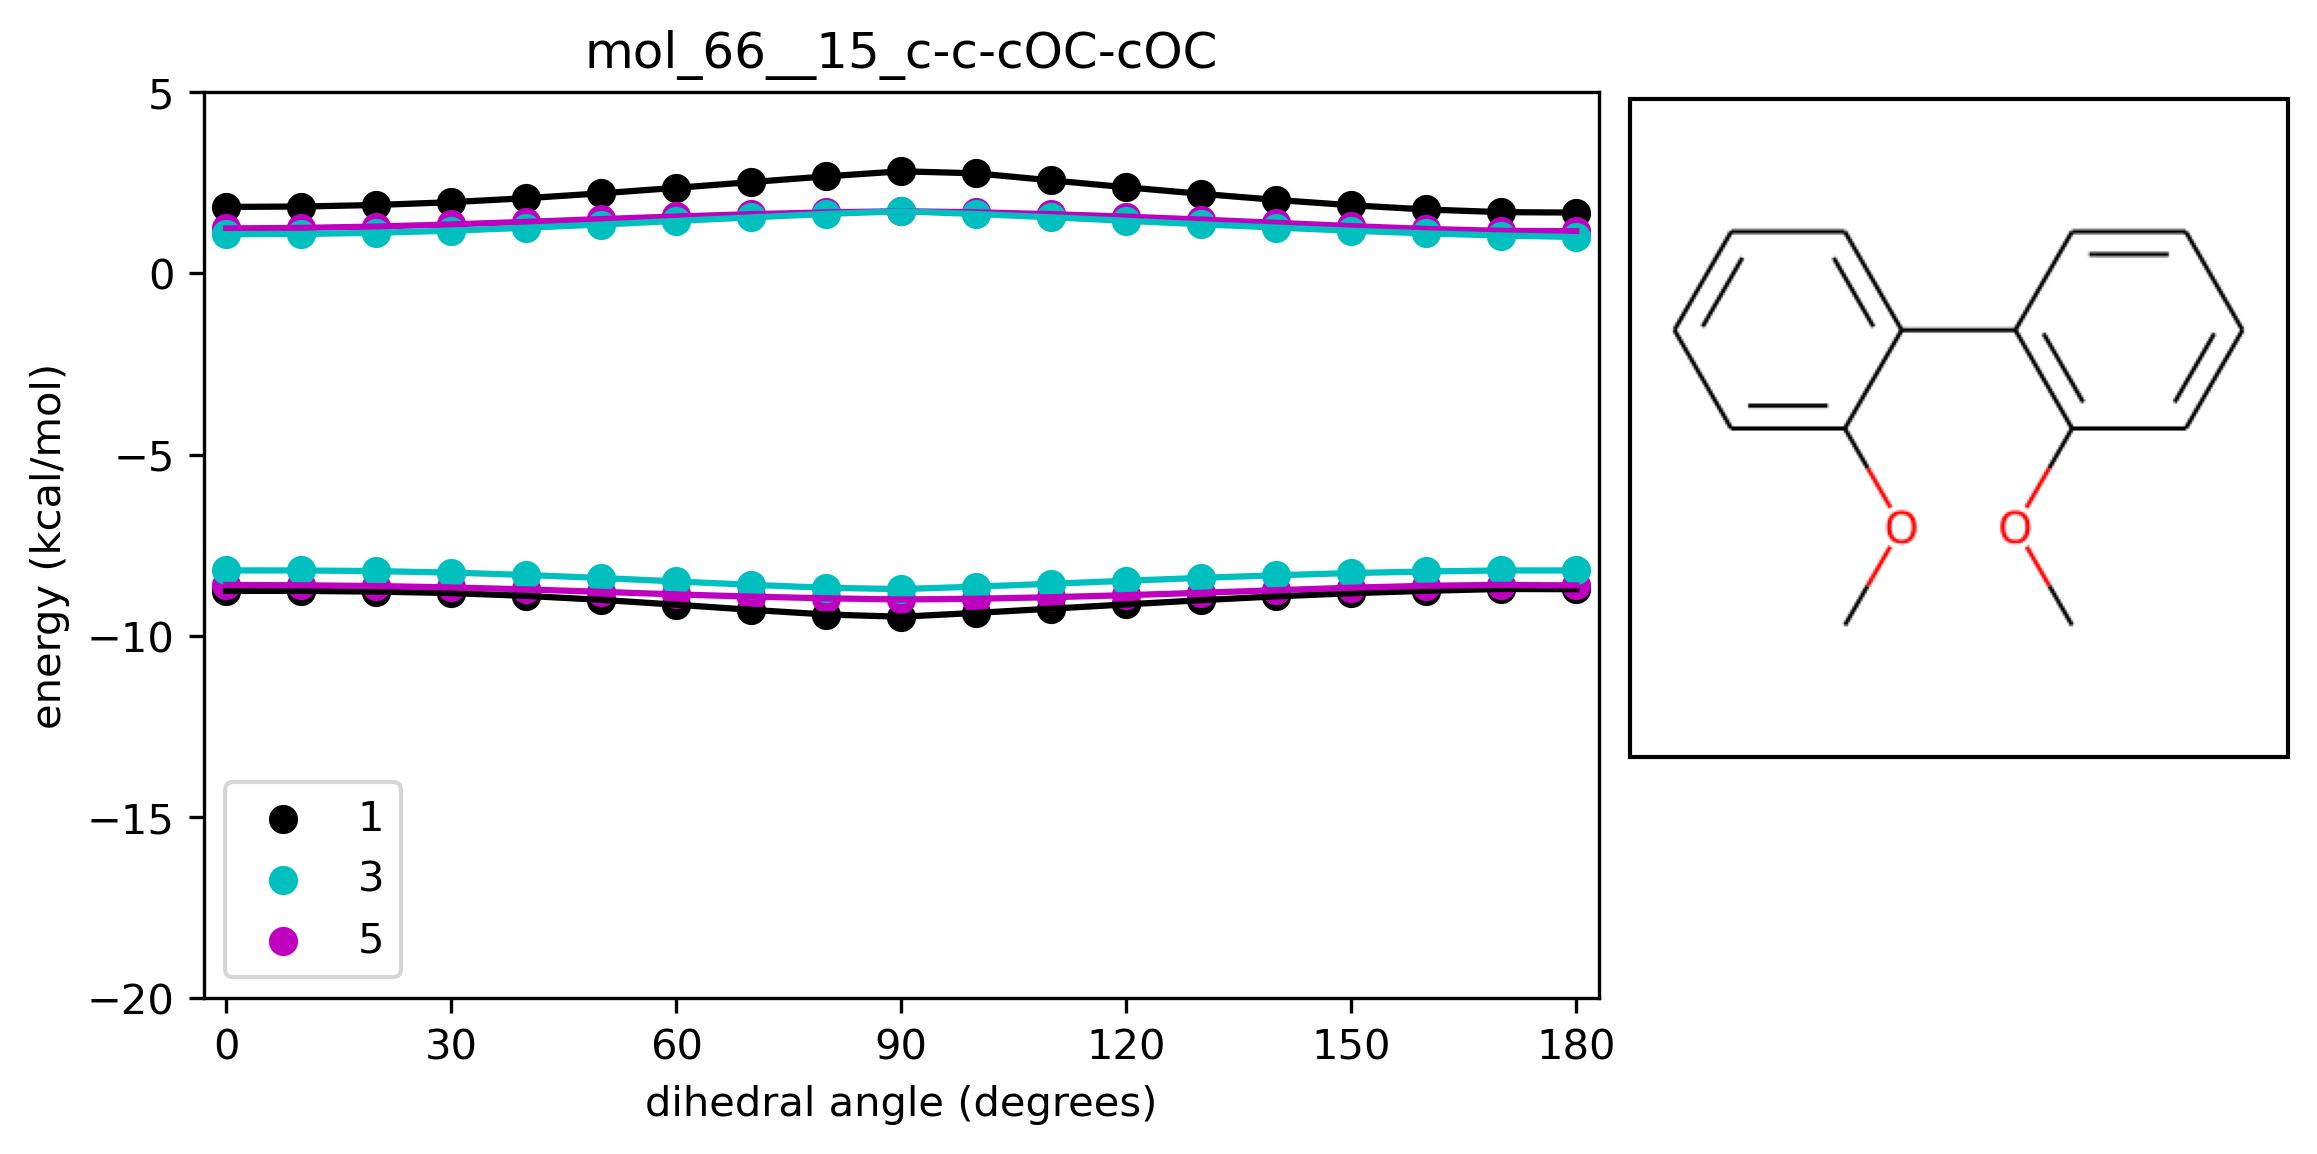 mol_66__15_c-c-cOC-cOC
energy (kcal/mol)
5
0
−5
−10
−15
−20
1
3
5
0 30 60 90 120 150 180
dihedral angle (degrees)
O O